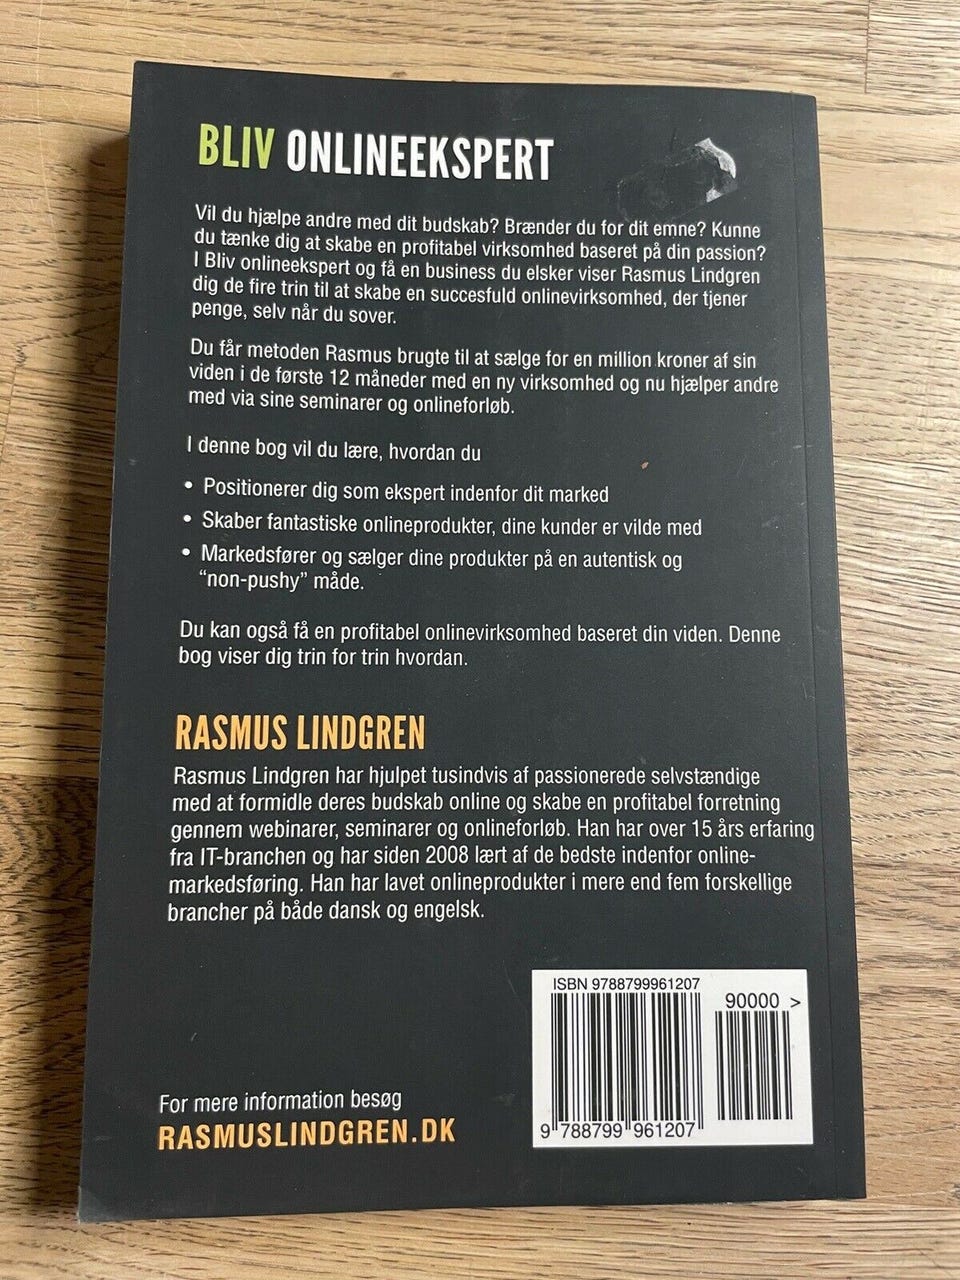 BLIV ONLINEEKSPERT
Vil du hjælpe andre med dit budskab? Brænder du for dit emne? Kunne
du tænke dig at skabe en profitabel virksomhed baseret på din passion?
I Bliv onlineekspert og få en business du elsker viser Rasmus Lindgren
dig de fire trin til at skabe en succesfuld onlinevirksomhed, der tjener
penge, selv når du sover.
Du får metoden Rasmus brugte til at sælge for en million kroner af sin
viden i de første 12 måneder med en ny virksomhed og nu hjælper andre
med via sine seminarer og onlineforløb.
I denne bog vil du lære, hvordan du
• Positionerer dig som ekspert indenfor dit marked
• Skaber fantastiske onlineprodukter, dine kunder er vilde med
• Markedsfører og sælger dine produkter på en autentisk og
“non-pushy” måde.
Du kan også få en profitabel onlinevirksomhed baseret din viden. Denne
bog viser dig trin for trin hvordan.
RASMUS LINDGREN
Rasmus Lindgren har hjulpet tusindvis af passionerede selvstændige
med at formidle deres budskab online og skabe en profitabel forretning
gennem webinarer, seminarer og onlineforløb. Han har over 15 års erfaring
fra IT-branchen og har siden 2008 lært af de bedste indenfor online-
markedsføring. Han har lavet onlineprodukter i mere end fem forskellige
brancher på både dansk og engelsk.
ISBN 9788799961207
90000 >
9 788799 961207
For mere information besøg
RASMUSLINDGREN.DK